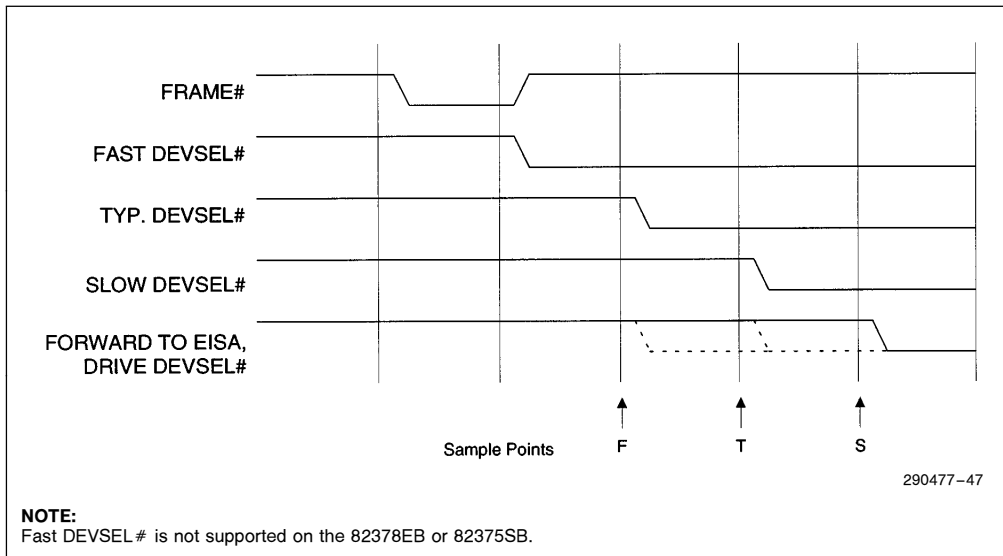 FRAME#
FAST DEVSEL#
TYP. DEVSEL#
SLOW DEVSEL#
FORWARD TO EISA,
DRIVE DEVSEL#
Sample Points F T S
290477–47
NOTE:
Fast DEVSEL# is not supported on the 82378EB or 82375SB.